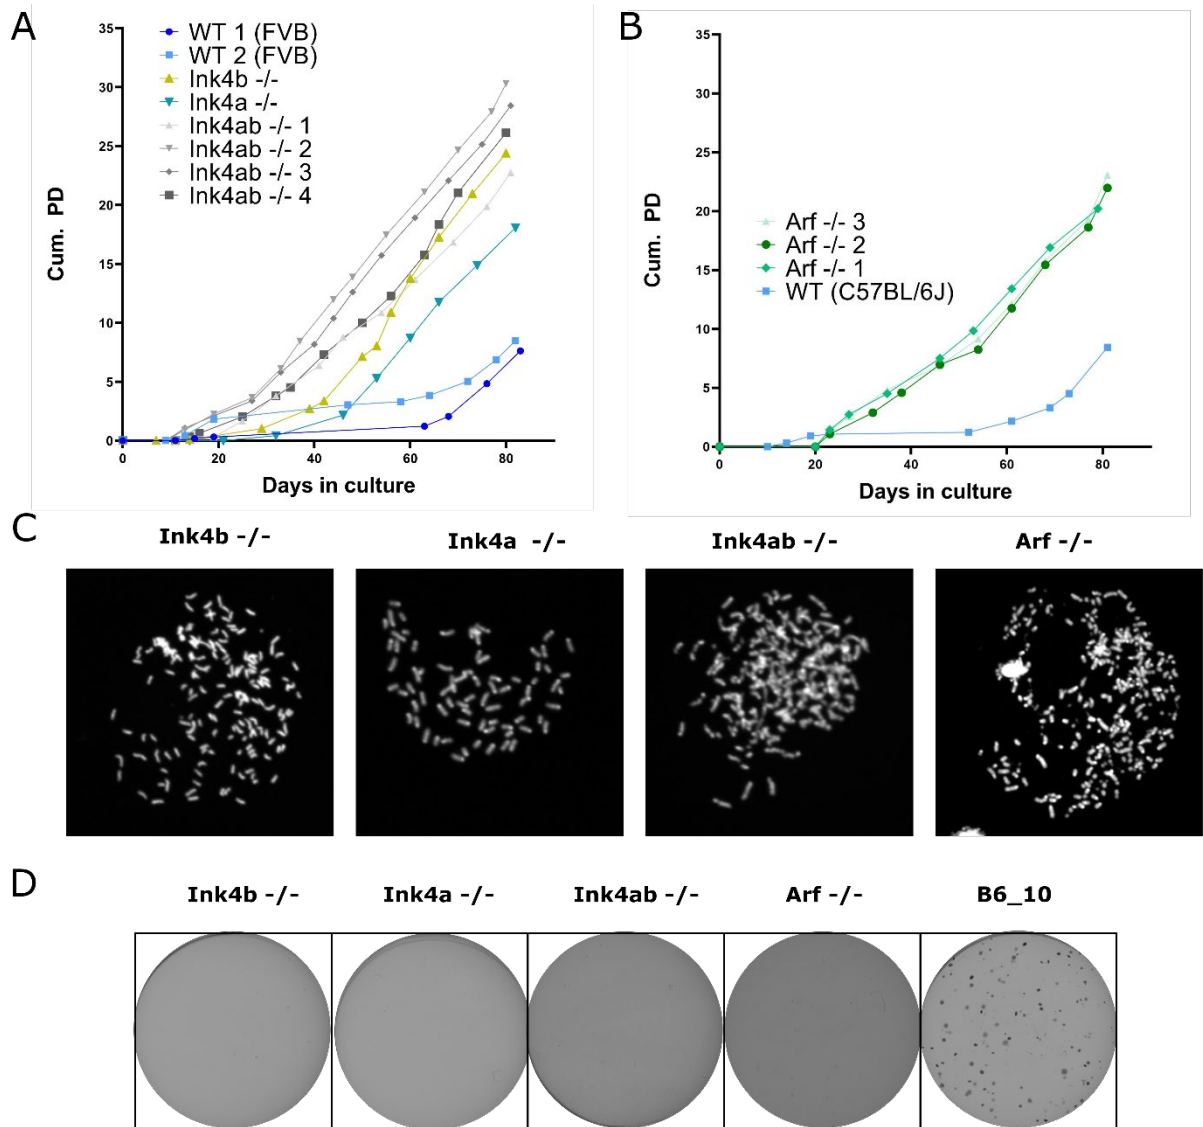 A
35
30
25
20
15
10
5
0
Cum. PD
WT 1 (FVB)
WT 2 (FVB)
Ink4b -/-
Ink4a -/-
Ink4ab -/- 1
Ink4ab -/- 2
Ink4ab -/- 3
Ink4ab -/- 4
0 20 40 60 80
Days in culture
B
35
30
25
20
15
10
5
0
Cum. PD
Arf -/- 3
Arf -/- 2
Arf -/- 1
WT (C57BL/6J)
0 20 40 60 80
Days in culture
C
Ink4b -/- Ink4a -/- Ink4ab -/- Arf -/-
D
Ink4b -/- Ink4a -/- Ink4ab -/- Arf -/- B6_10